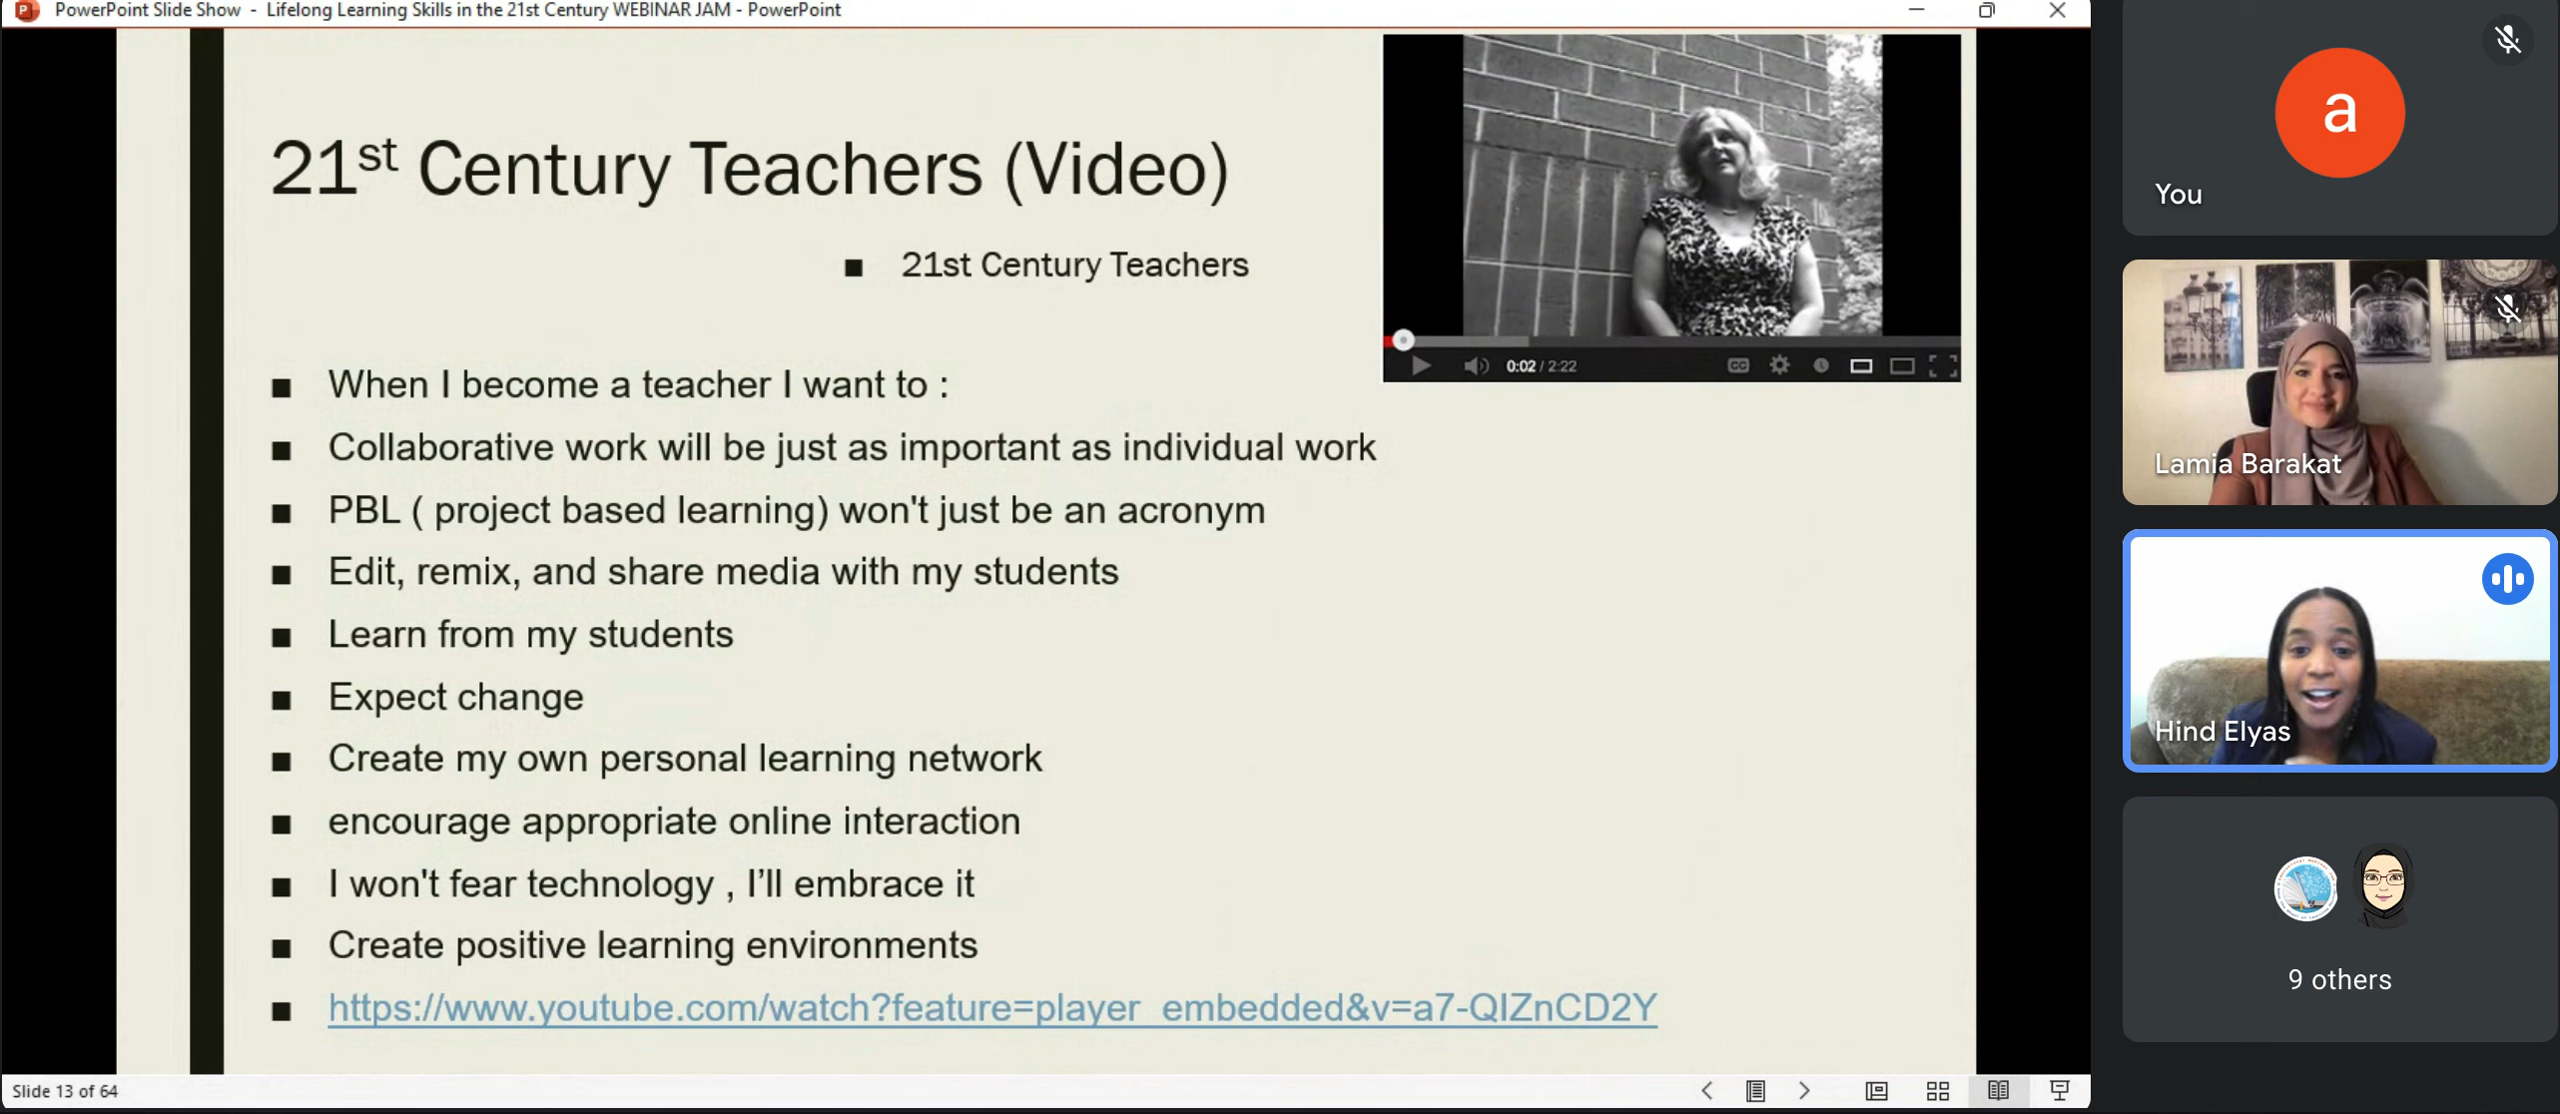 PowerPoint Slide Show - Lifelong Learning Skills in the 21st Century WEBINAR JAM - PowerPoint
21st Century Teachers (Video)
■ 21st Century Teachers
0:02 / 2:22
CC
■ When I become a teacher I want to :
■ Collaborative work will be just as important as individual work
■ PBL ( project based learning) won't just be an acronym
■ Edit, remix, and share media with my students
■ Learn from my students
■ Expect change
■ Create my own personal learning network
■ encourage appropriate online interaction
■ I won't fear technology , I’ll embrace it
■ Create positive learning environments
■ https://www.youtube.com/watch?feature=player_embedded&v=a7-QIZnCD2Y
Slide 13 of 64
a
You
Lamia Barakat
Hind Elyas
9 others